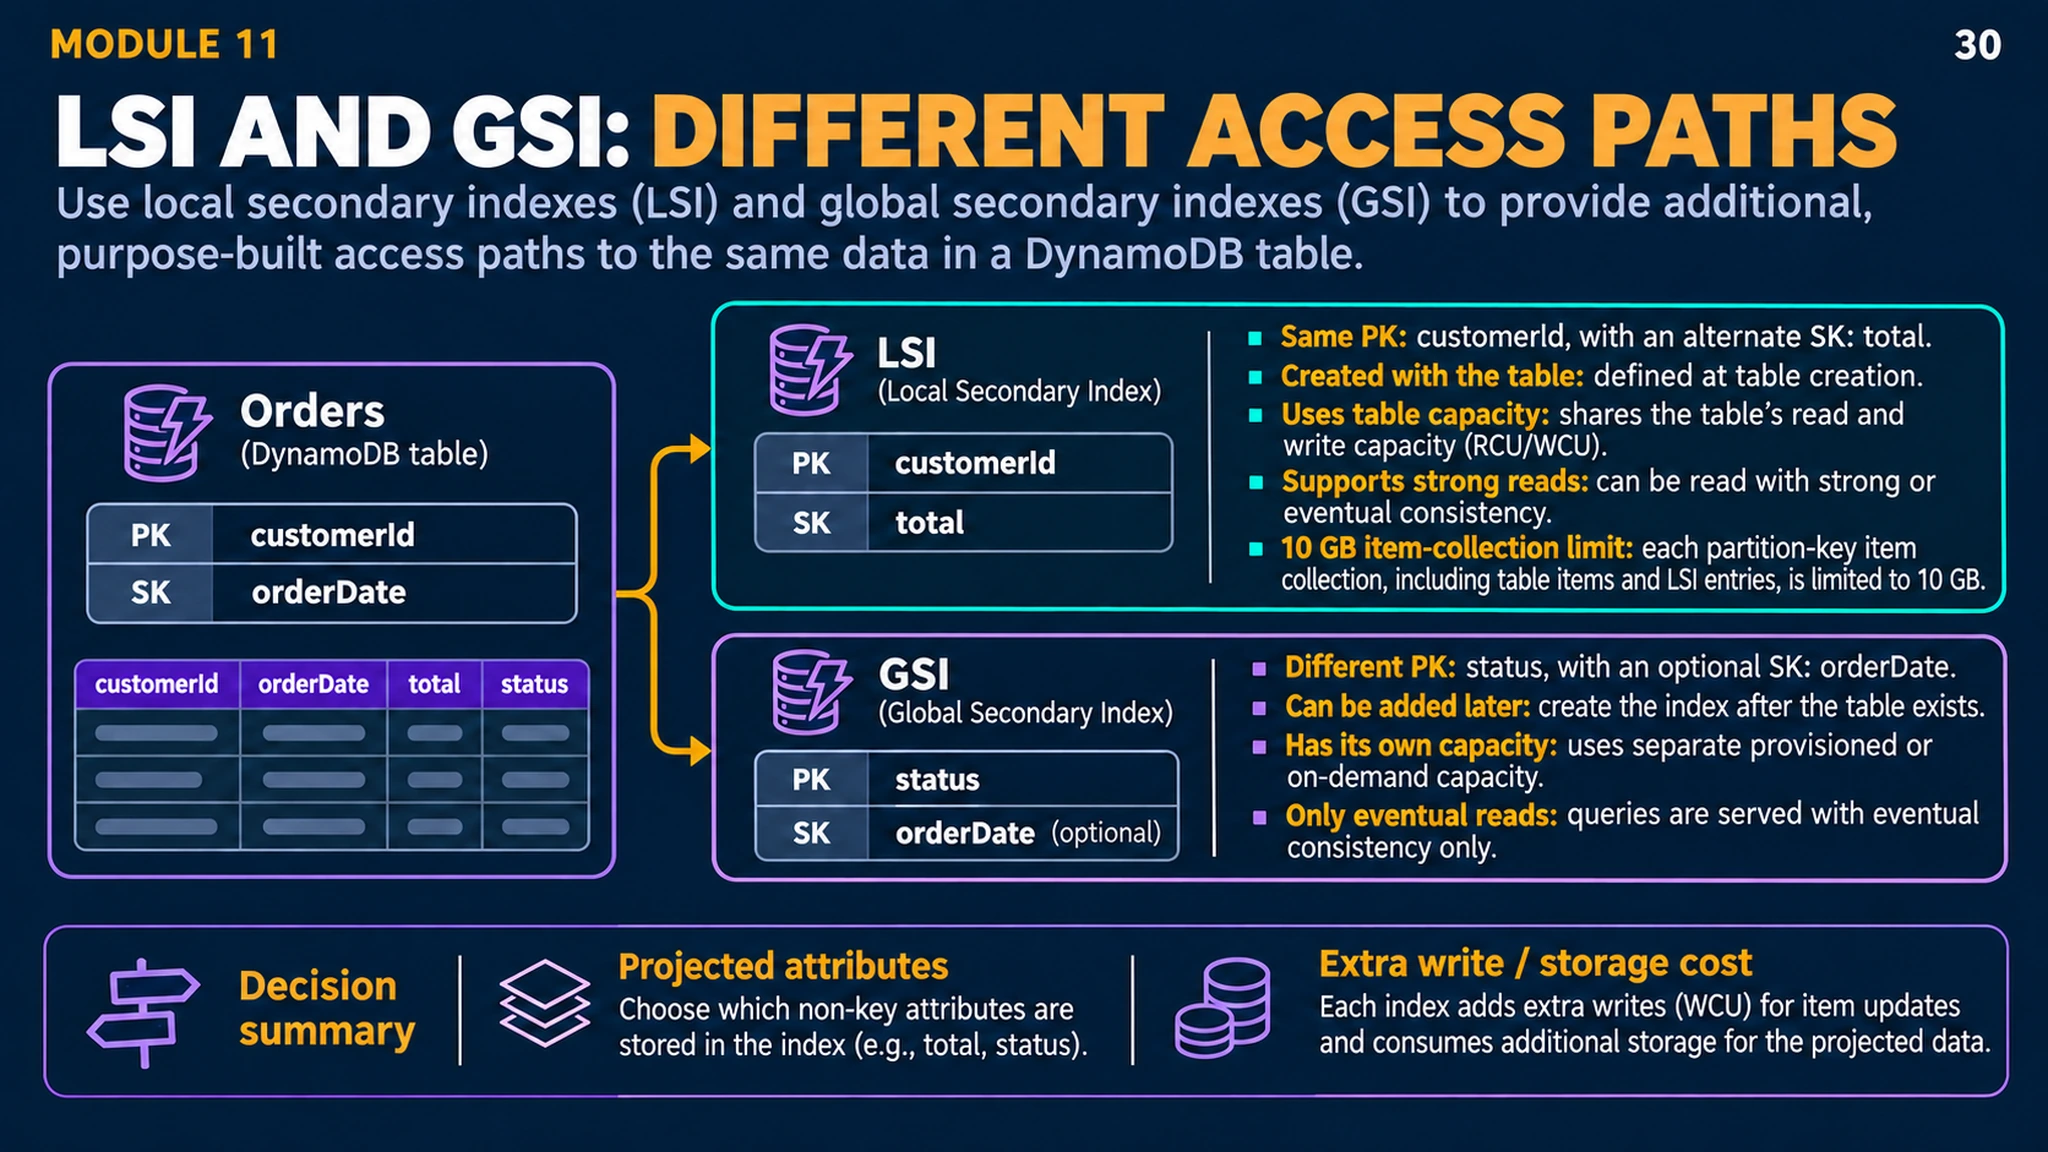 MODULE 11
30
LSI AND GSI: DIFFERENT ACCESS PATHS
Use local secondary indexes (LSI) and global secondary indexes (GSI) to provide additional,
purpose-built access paths to the same data in a DynamoDB table.
Orders
(DynamoDB table)
PK customerId
SK orderDate
customerId orderDate total status
LSI
(Local Secondary Index)
PK customerId
SK total
Same PK: customerId, with an alternate SK: total.
Created with the table: defined at table creation.
Uses table capacity: shares the table's read and
write capacity (RCU/WCU).
Supports strong reads: can be read with strong or
eventual consistency.
10 GB item-collection limit: each partition-key item
collection, including table items and LSI entries, is limited to 10 GB.
GSI
(Global Secondary Index)
PK status
SK orderDate (optional)
Different PK: status, with an optional SK: orderDate.
Can be added later: create the index after the table exists.
Has its own capacity: uses separate provisioned or
on-demand capacity.
Only eventual reads: queries are served with eventual
consistency only.
Decision
summary
Projected attributes
Choose which non-key attributes are
stored in the index (e.g., total, status).
Extra write / storage cost
Each index adds extra writes (WCU) for item updates
and consumes additional storage for the projected data.